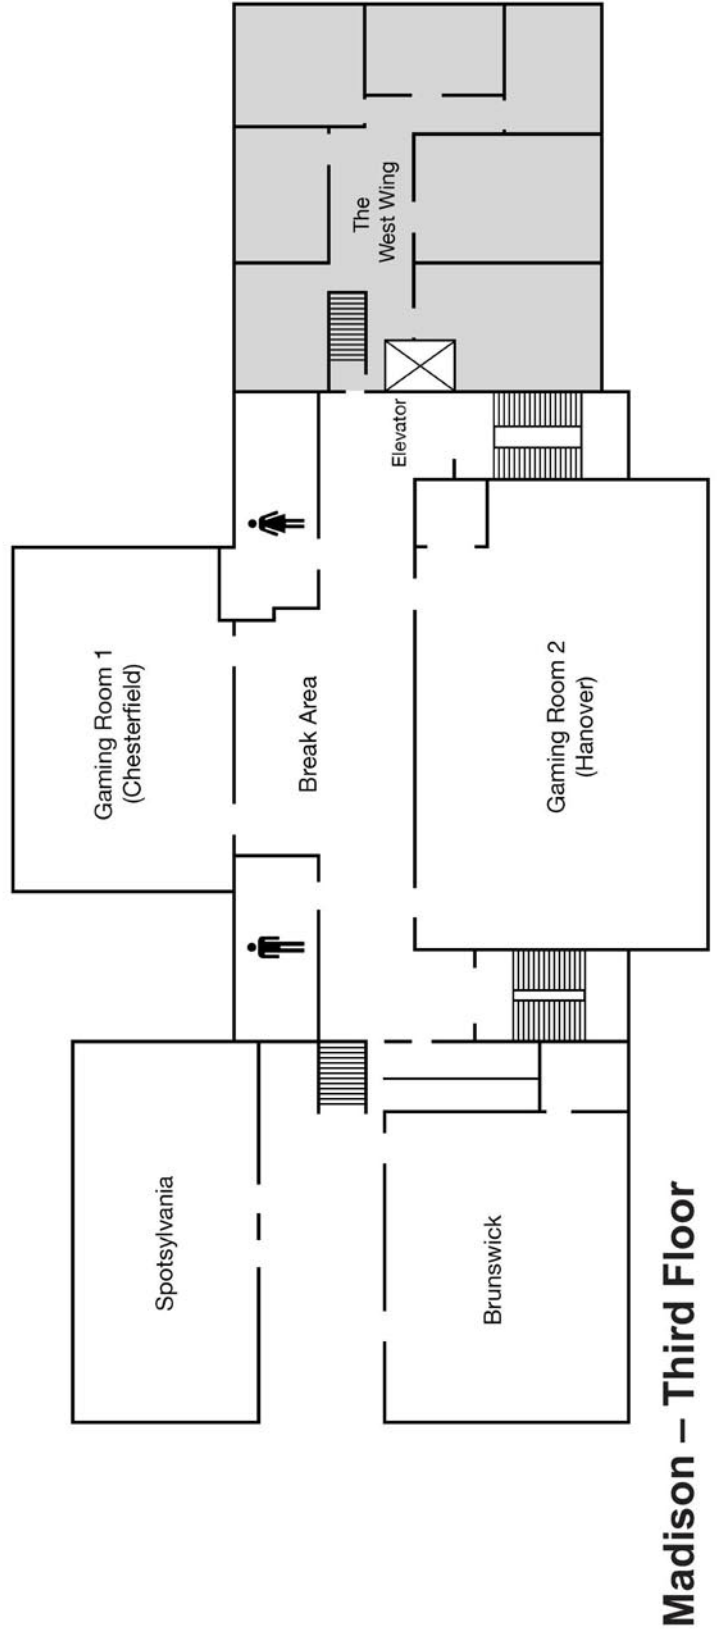 Madison – Third Floor
Spotsylvania
Brunswick
Gaming Room 1
(Chesterfield)
Break Area
Gaming Room 2
(Hanover)
Elevator
The
West Wing